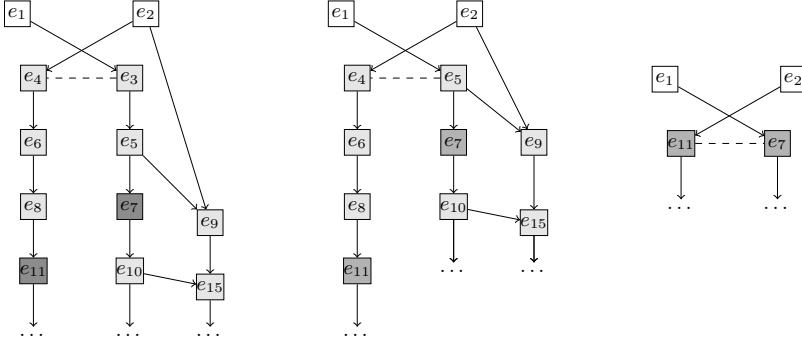 e1 e2
e4 e3
e6 e5
e8 e7 e9
e11 e10 e15
... ... ...
e1 e2
e4 e5
e6 e7 e9
e8 e10 e15
e11 ... ...
...
e1 e2
e11 e7
... ...